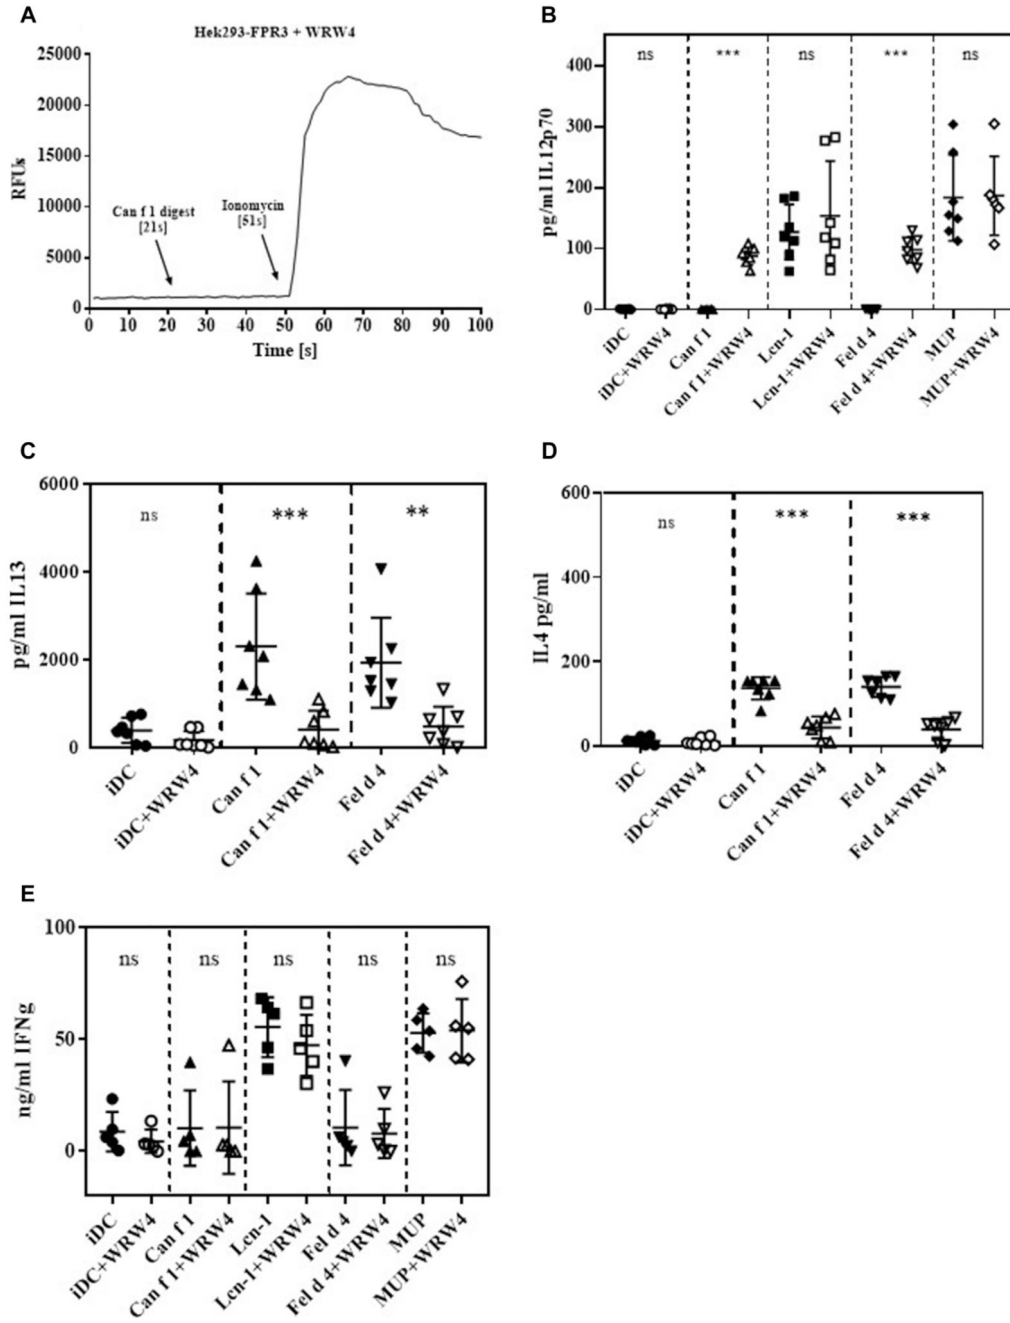 A
Hek293-FPR3 + WRW4
25000
20000
15000
10000
5000
0
RFUs
Can f 1 digest
[21s]
Ionomycin
[51s]
0 10 20 30 40 50 60 70 80 90 100
Time [s]
B
400
300
200
100
0
pg/ml IL12p70
ns *** ns *** ns
iDC
iDC+WRW4
Can f 1
Can f 1+WRW4
Lcn-1
Lcn-1+WRW4
Fel d 4
Fel d 4+WRW4
MUP
MUP+WRW4
C
6000
4000
2000
0
pg/ml IL13
ns *** **
iDC
iDC+WRW4
Can f 1
Can f 1+WRW4
Fel d 4
Fel d 4+WRW4
D
600
400
200
0
IL4 pg/ml
ns *** ***
iDC
iDC+WRW4
Can f 1
Can f 1+WRW4
Fel d 4
Fel d 4+WRW4
E
100
50
0
ng/ml IFNg
ns ns ns ns ns
iDC
iDC+WRW4
Can f 1
Can f 1+WRW4
Lcn-1
Lcn-1+WRW4
Fel d 4
Fel d 4+WRW4
MUP
MUP+WRW4